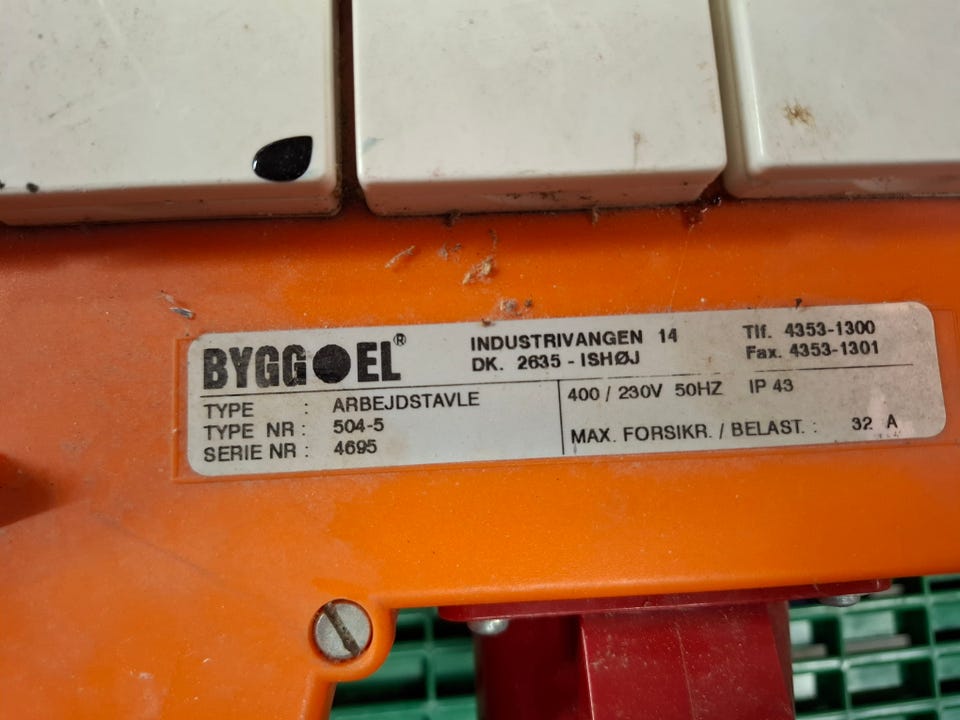 BYGG●EL®
INDUSTRIVANGEN 14
DK. 2635 - ISHØJ
Tlf. 4353-1300
Fax. 4353-1301
TYPE : ARBEJDSTAVLE
TYPE NR : 504-5
SERIE NR : 4695
400 / 230V 50HZ IP 43
MAX. FORSIKR. / BELAST. : 32 A